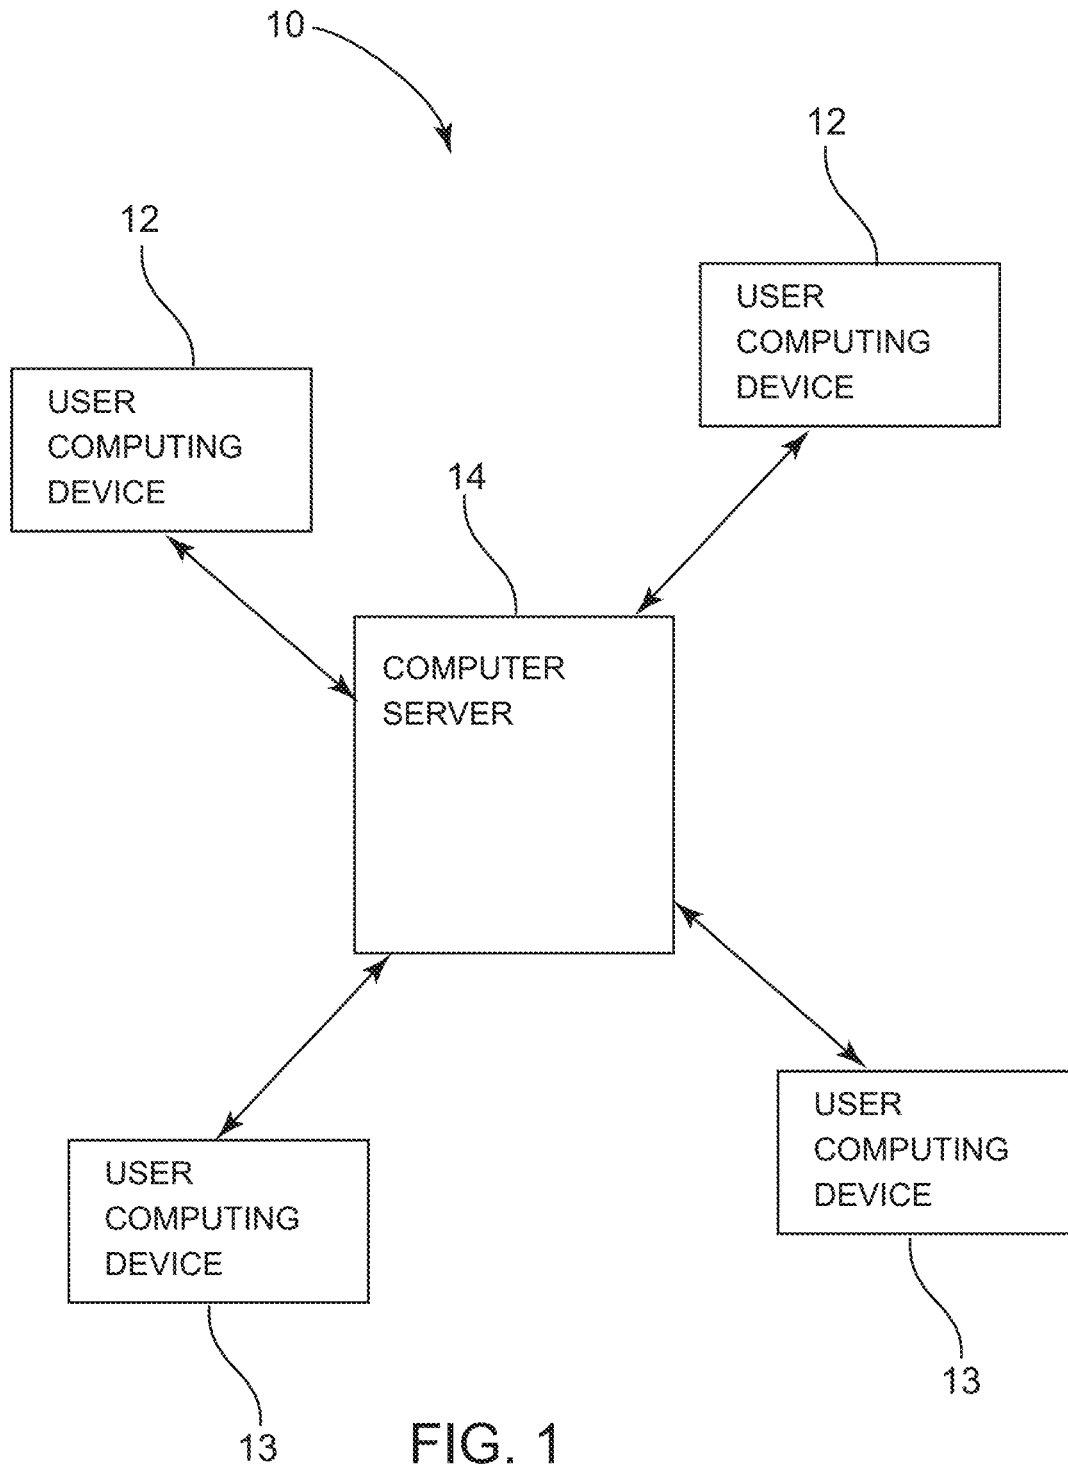 10
12
12
USER
COMPUTING
DEVICE
USER
COMPUTING
DEVICE
14
COMPUTER
SERVER
USER
COMPUTING
DEVICE
USER
COMPUTING
DEVICE
13
13
FIG. 1